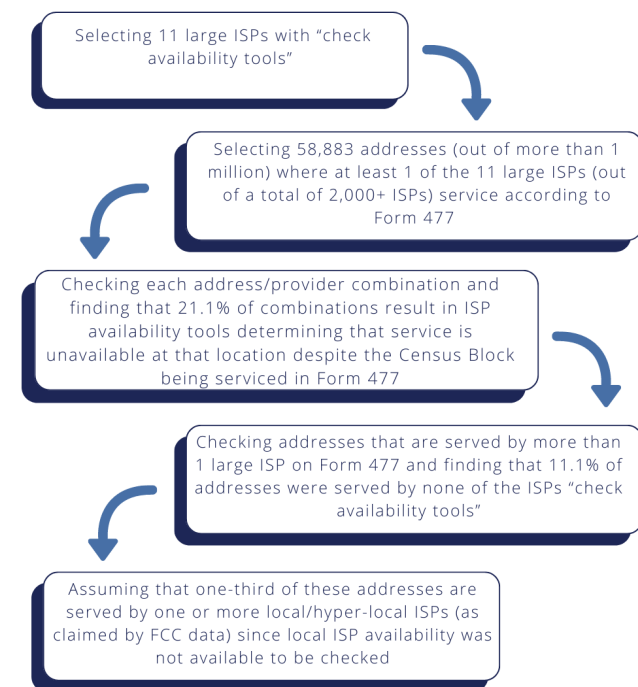 Selecting 11 large ISPs with “check
availability tools”
Selecting 58,883 addresses (out of more than 1
million) where at least 1 of the 11 large ISPs (out
of a total of 2,000+ ISPs) service according to
Form 477
Checking each address/provider combination and
finding that 21.1% of combinations result in ISP
availability tools determining that service is
unavailable at that location despite the Census Block
being serviced in Form 477
Checking addresses that are served by more than
1 large ISP on Form 477 and finding that 11.1% of
addresses were served by none of the ISPs “check
availability tools”
Assuming that one-third of these addresses are
served by one or more local/hyper-local ISPs (as
claimed by FCC data) since local ISP availability was
not available to be checked